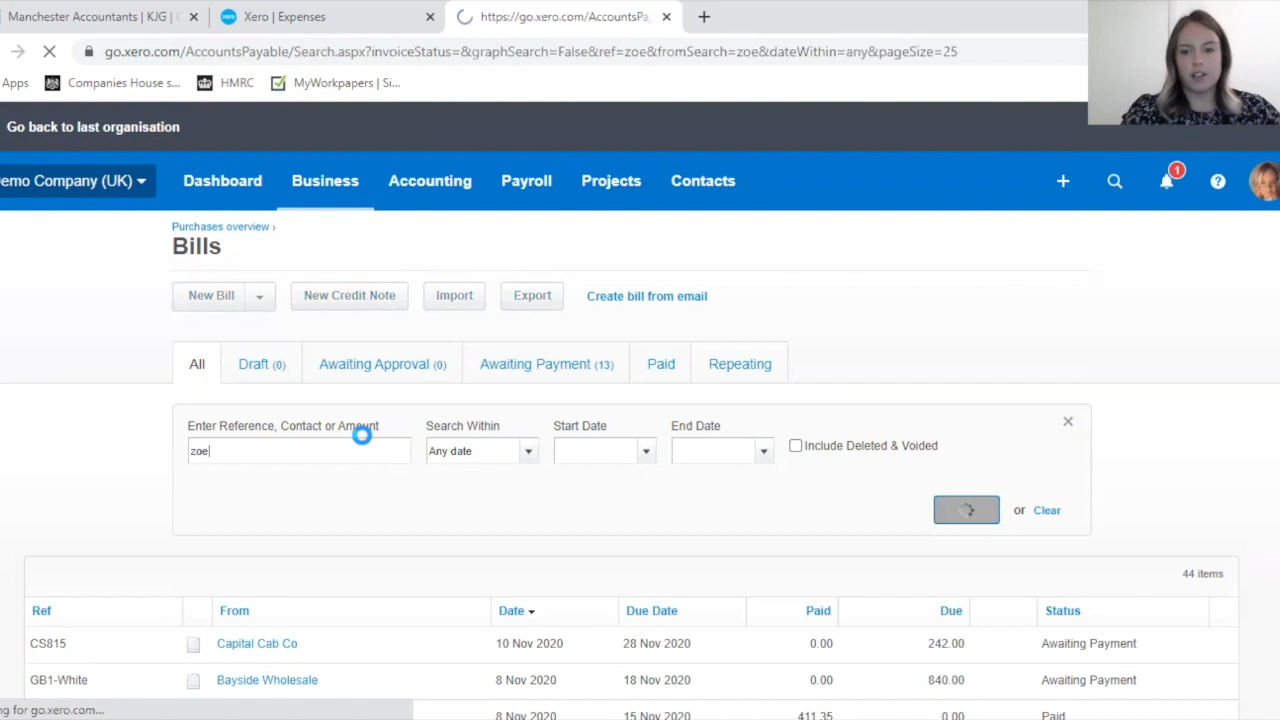 Manchester Accountants | KJG |
Xero | Expenses
https://go.xero.com/AccountsPa
go.xero.com/AccountsPayable/Search.aspx?invoiceStatus=&graphSearch=False&ref=zoe&fromSearch=zoe&dateWithin=any&pageSize=25
Apps Companies House s... HMRC MyWorkpapers | Si...
Go back to last organisation
emo Company (UK) Dashboard Business Accounting Payroll Projects Contacts 1
Purchases overview ›
Bills
New Bill New Credit Note Import Export Create bill from email
All Draft (0) Awaiting Approval (0) Awaiting Payment (13) Paid Repeating
Enter Reference, Contact or Amount Search Within Start Date End Date
zoe Any date Include Deleted & Voided
or Clear
44 items
Ref From Date Due Date Paid Due Status
CS815 Capital Cab Co 10 Nov 2020 28 Nov 2020 0.00 242.00 Awaiting Payment
GB1-White Bayside Wholesale 8 Nov 2020 18 Nov 2020 0.00 840.00 Awaiting Payment
8 Nov 2020 15 Nov 2020 411.35 0.00 Paid
ng for go.xero.com...